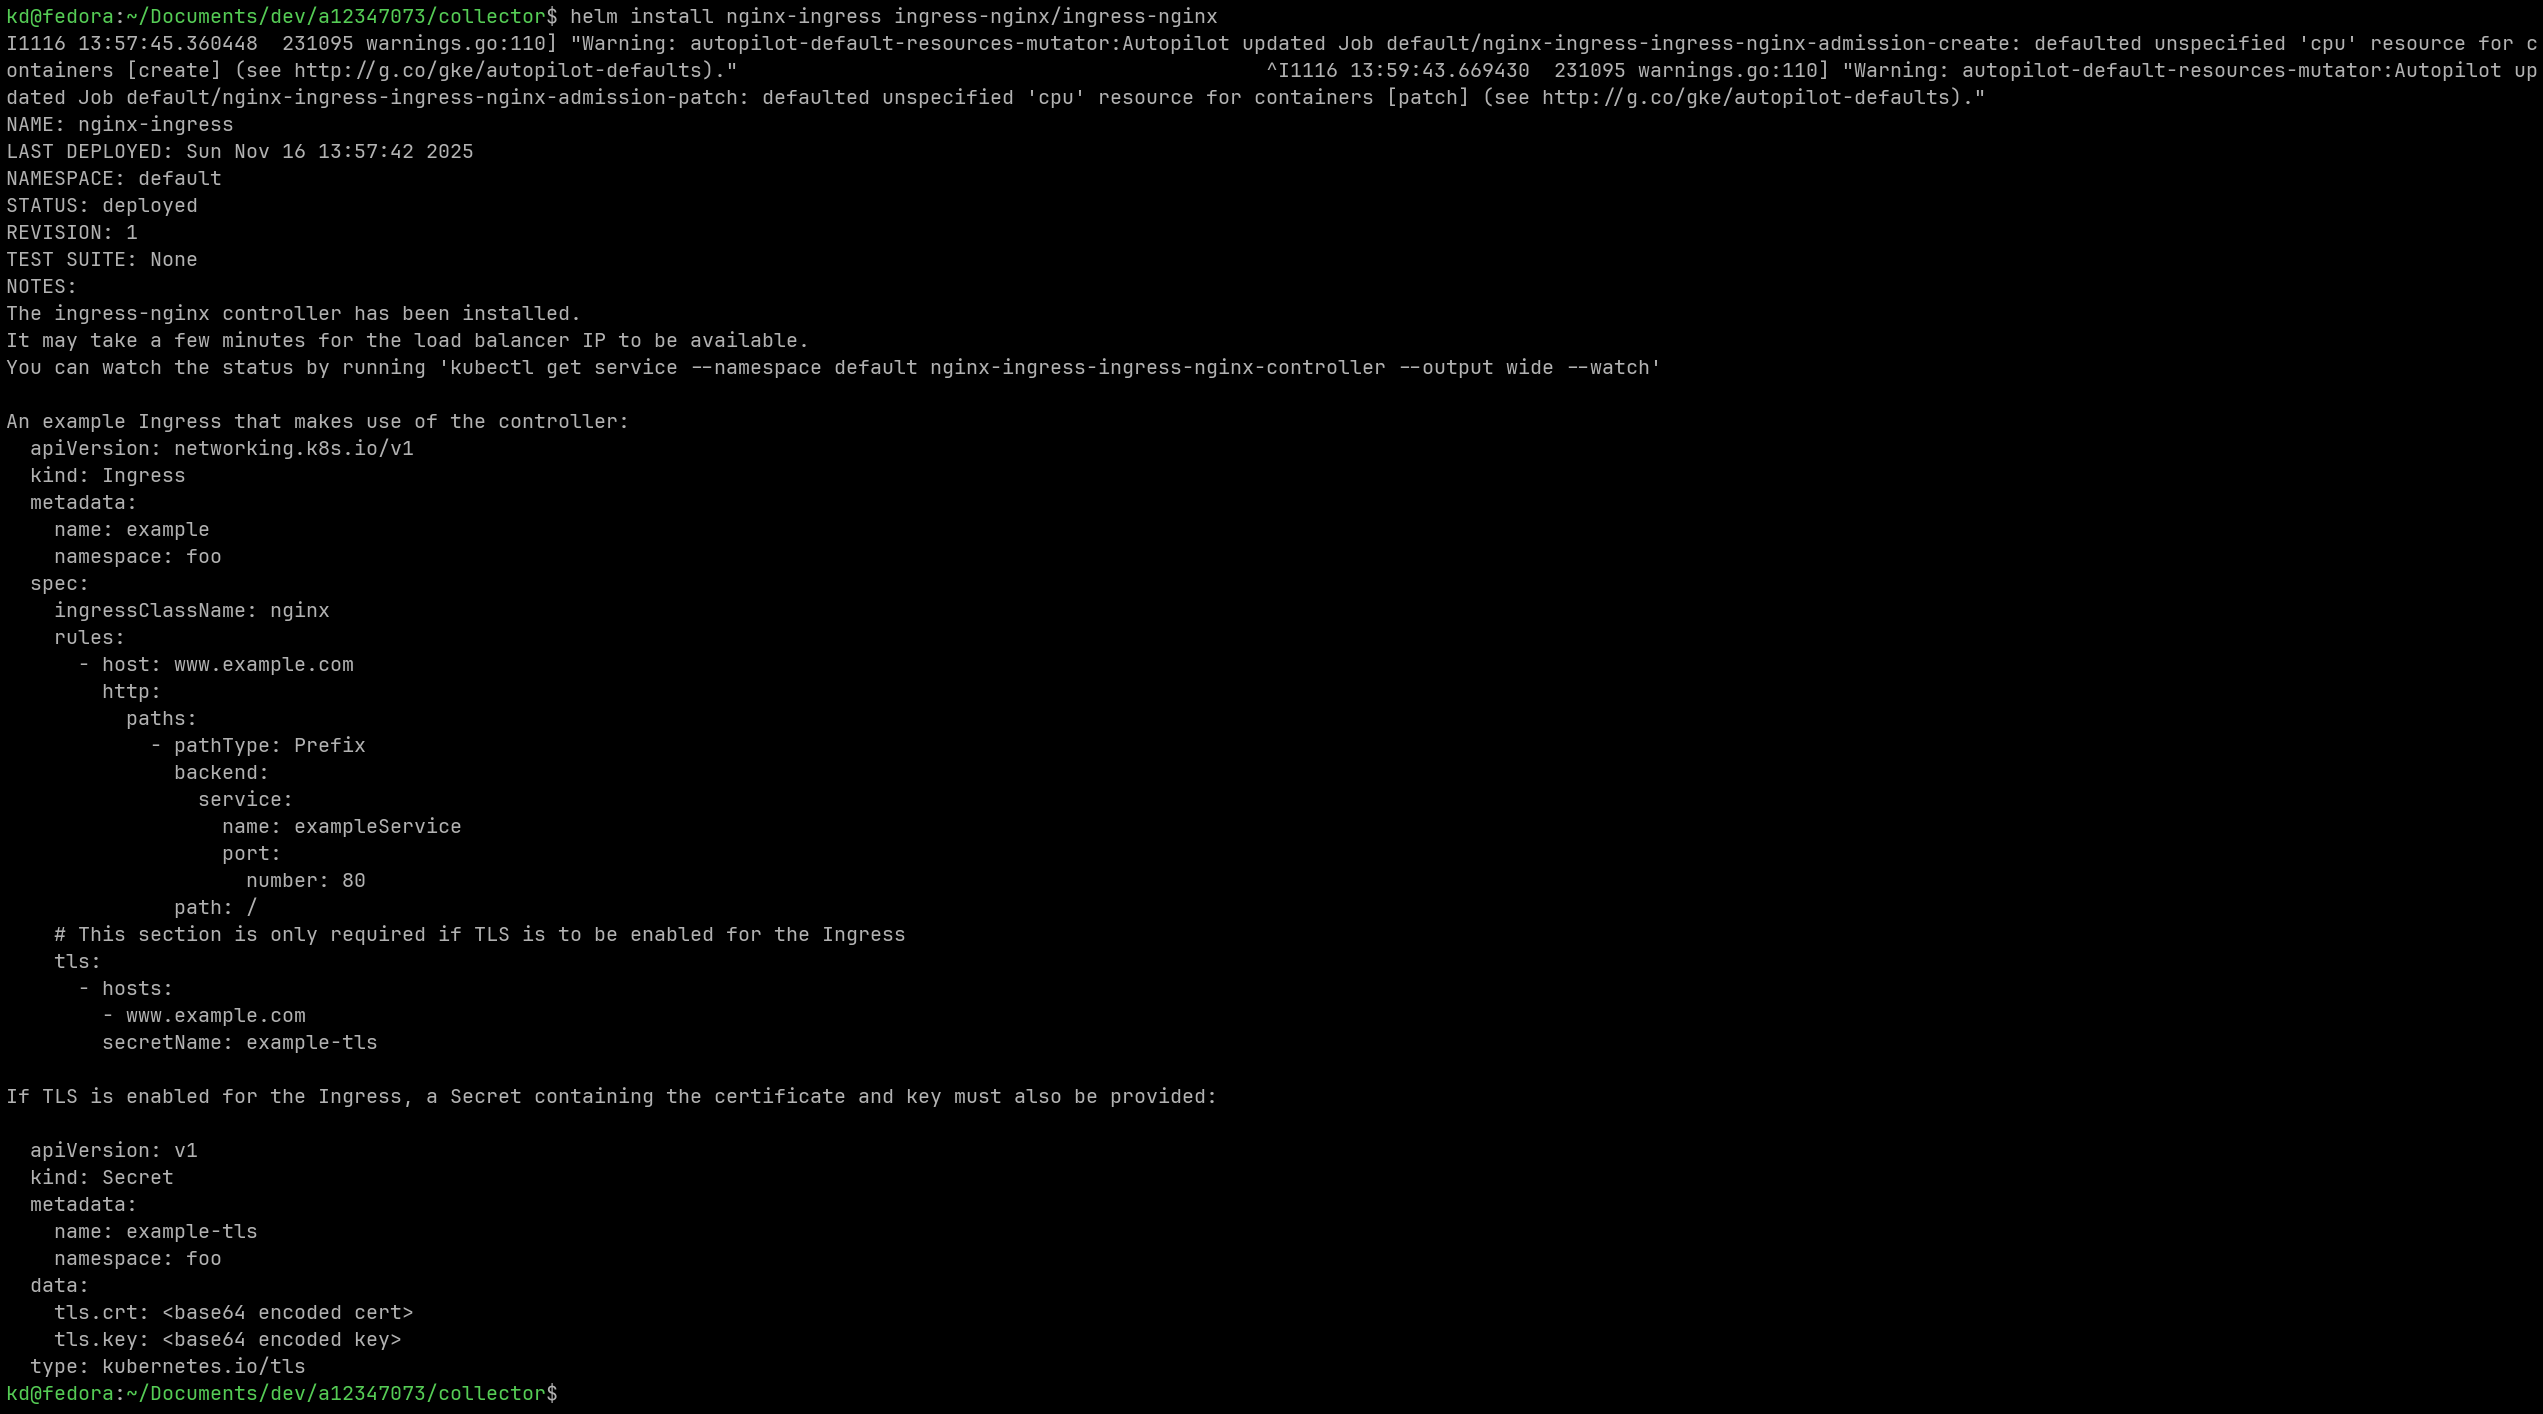 kd@fedora:~/Documents/dev/a12347073/collector$ helm install nginx-ingress ingress-nginx/ingress-nginx
I1116 13:57:45.360448  231095 warnings.go:110] "Warning: autopilot-default-resources-mutator:Autopilot updated Job default/nginx-ingress-ingress-nginx-admission-create: defaulted unspecified 'cpu' resource for c
ontainers [create] (see http://g.co/gke/autopilot-defaults)."                                            ^I1116 13:59:43.669430  231095 warnings.go:110] "Warning: autopilot-default-resources-mutator:Autopilot up
dated Job default/nginx-ingress-ingress-nginx-admission-patch: defaulted unspecified 'cpu' resource for containers [patch] (see http://g.co/gke/autopilot-defaults)."
NAME: nginx-ingress
LAST DEPLOYED: Sun Nov 16 13:57:42 2025
NAMESPACE: default
STATUS: deployed
REVISION: 1
TEST SUITE: None
NOTES:
The ingress-nginx controller has been installed.
It may take a few minutes for the load balancer IP to be available.
You can watch the status by running 'kubectl get service --namespace default nginx-ingress-ingress-nginx-controller --output wide --watch'

An example Ingress that makes use of the controller:
  apiVersion: networking.k8s.io/v1
  kind: Ingress
  metadata:
    name: example
    namespace: foo
  spec:
    ingressClassName: nginx
    rules:
      - host: www.example.com
        http:
          paths:
            - pathType: Prefix
              backend:
                service:
                  name: exampleService
                  port:
                    number: 80
              path: /
    # This section is only required if TLS is to be enabled for the Ingress
    tls:
      - hosts:
        - www.example.com
        secretName: example-tls

If TLS is enabled for the Ingress, a Secret containing the certificate and key must also be provided:

  apiVersion: v1
  kind: Secret
  metadata:
    name: example-tls
    namespace: foo
  data:
    tls.crt: <base64 encoded cert>
    tls.key: <base64 encoded key>
  type: kubernetes.io/tls
kd@fedora:~/Documents/dev/a12347073/collector$